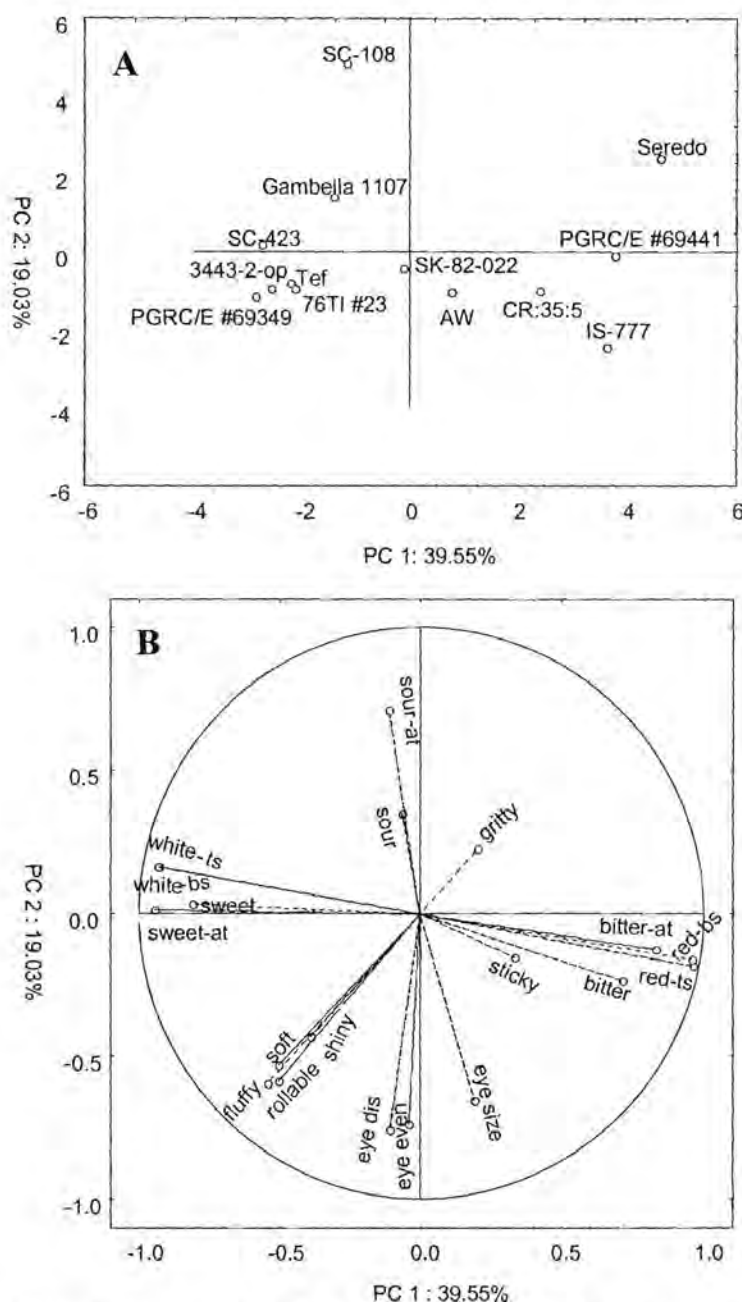 A
6
4
2
0
-2
-4
-6
-6
-4
-2
0
2
4
6
PC 2: 19.03%
PC 1: 39.55%
SC-108
Seredo
Gambella 1107
SC-423
PGRC/E #69441
3443-2-op
Tef
SK-82-022
76TI #23
PGRC/E #69349
AW
CR:35:5
IS-777
B
1.0
0.5
0.0
-0.5
-1.0
-1.0
-0.5
0.0
0.5
1.0
PC 2 : 19.03%
PC 1 : 39.55%
sour-at
sour
gritty
white-ts
white-bs
sweet
sweet-at
bitter-at
red-bs
sticky
bitter
red-ts
soft
fluffy
rollable
shiny
eye dis
eye even
eye size